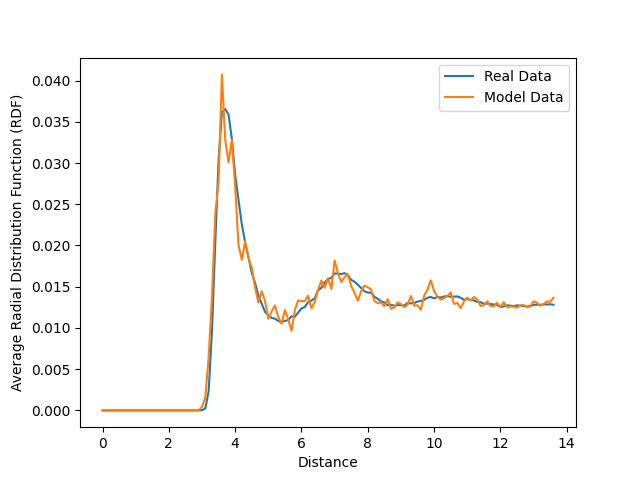 Real Data
Model Data
0.040
0.035
0.030
0.025
0.020
0.015
0.010
0.005
0.000
Average Radial Distribution Function (RDF)
0 2 4 6 8 10 12 14
Distance